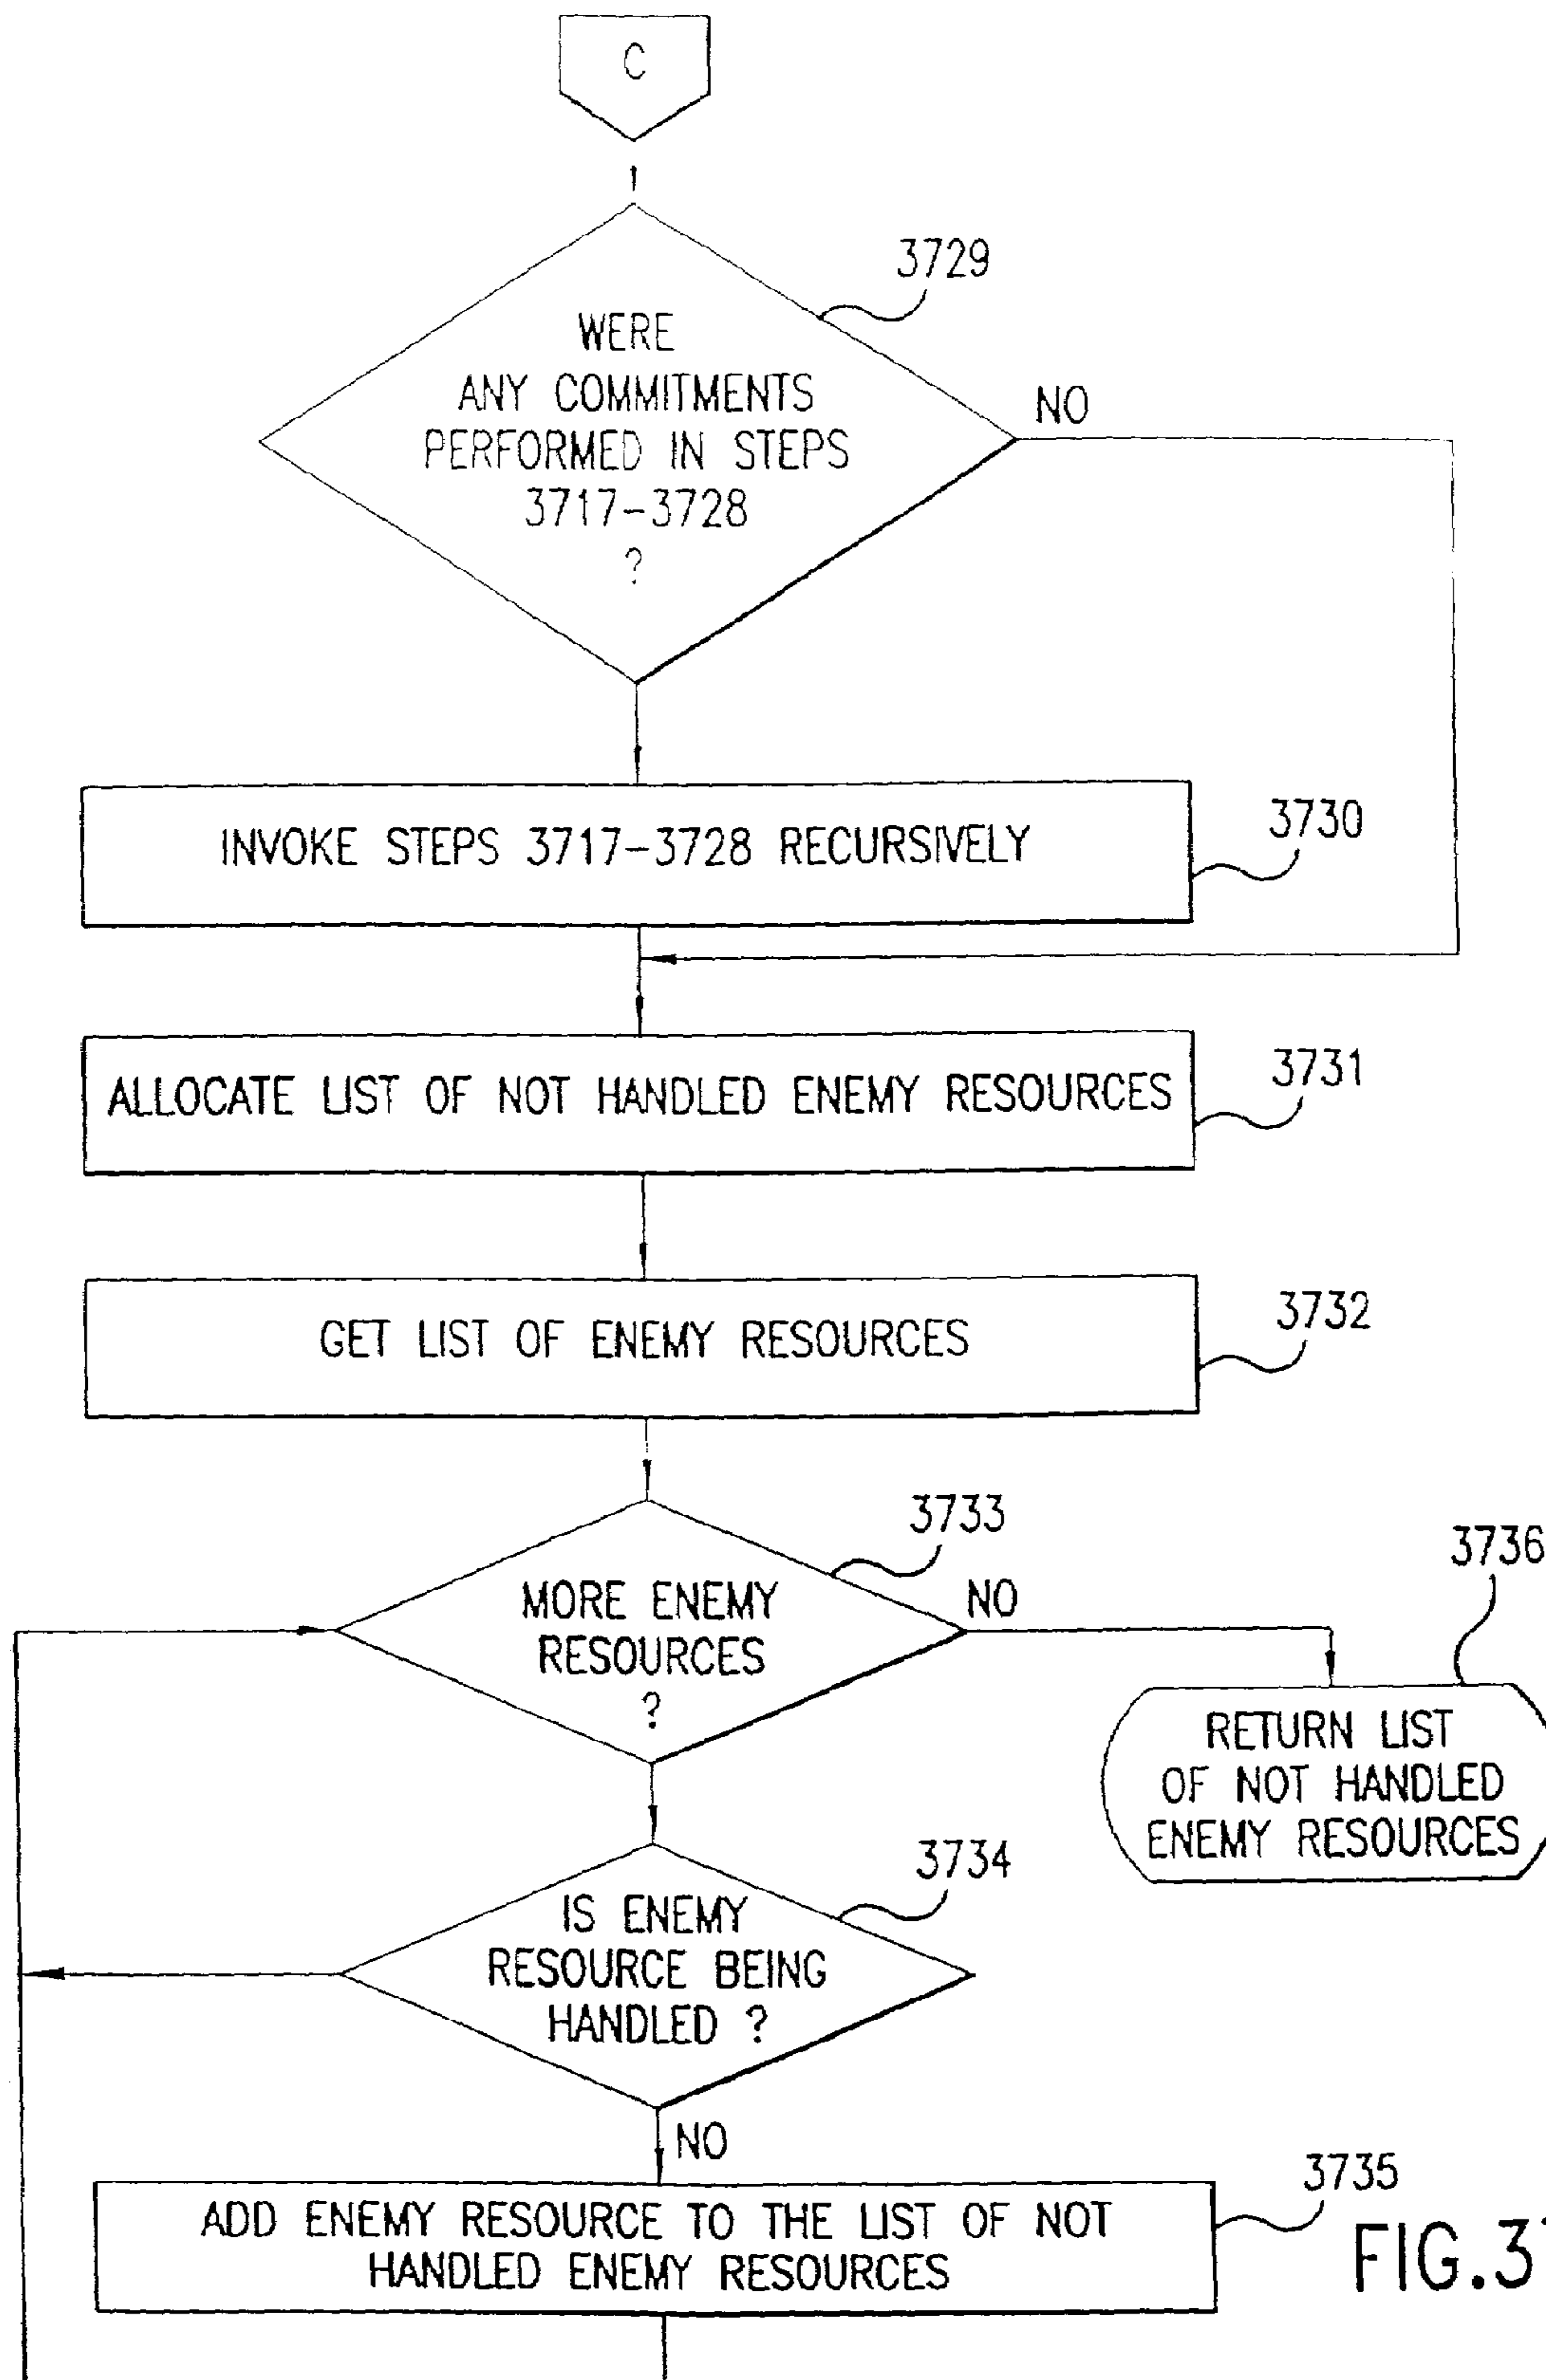 C
3729
WERE
ANY COMMITMENTS
PERFORMED IN STEPS
3717-3728
?
NO
INVOKE STEPS 3717-3728 RECURSIVELY
3730
ALLOCATE LIST OF NOT HANDLED ENEMY RESOURCES
3731
GET LIST OF ENEMY RESOURCES
3732
3733
MORE ENEMY
RESOURCES
?
NO
3736
RETURN LIST
OF NOT HANDLED
ENEMY RESOURCES
3734
IS ENEMY
RESOURCE BEING
HANDLED ?
NO
3735
ADD ENEMY RESOURCE TO THE LIST OF NOT
HANDLED ENEMY RESOURCES